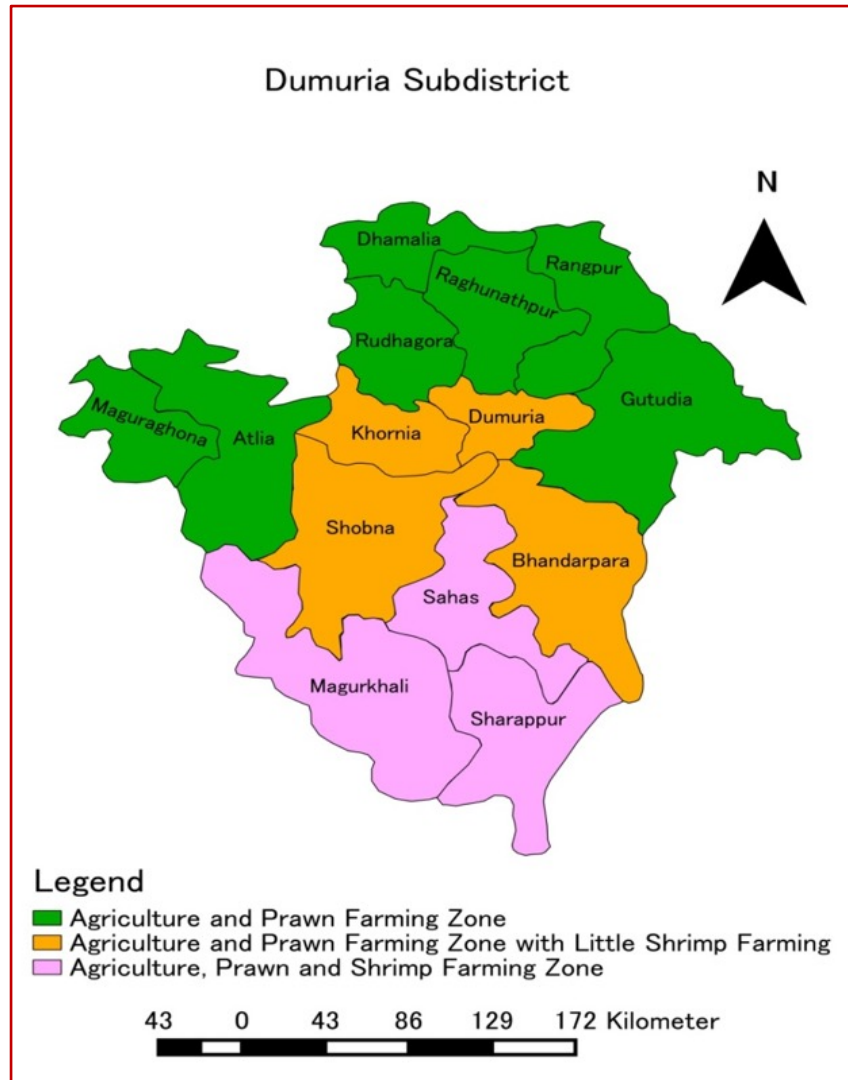 Dumuria Subdistrict
N
Dhamalia
Rangpur
Raghunathpur
Rudhagora
Gutudia
Dumuria
Maguraghona
Atlia
Khornia
Shobna
Bhandarpara
Sahas
Magurkhali
Sharappur
Legend
Agriculture and Prawn Farming Zone
Agriculture and Prawn Farming Zone with Little Shrimp Farming
Agriculture, Prawn and Shrimp Farming Zone
43 0 43 86 129 172 Kilometer